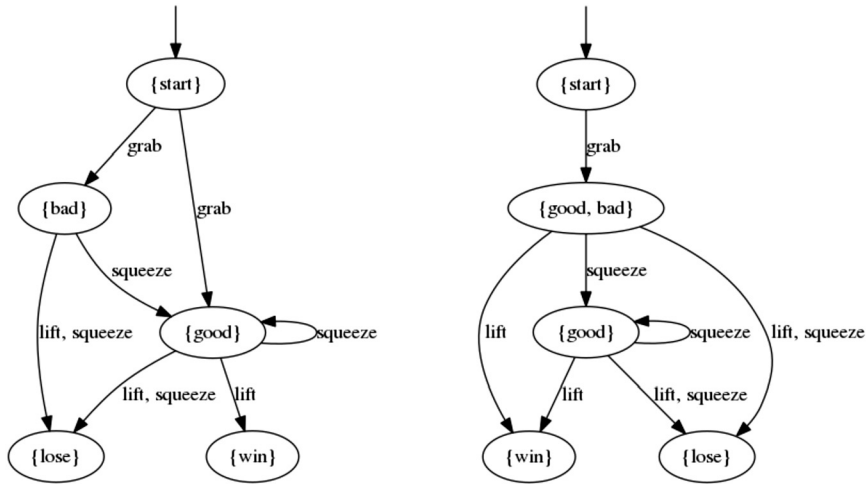 {start}
grab
{bad}
grab
squeeze
lift, squeeze
{good}
squeeze
lift, squeeze
lift
{lose}
{win}
{start}
grab
{good, bad}
squeeze
lift
{good}
squeeze
lift, squeeze
lift
lift, squeeze
{win}
{lose}